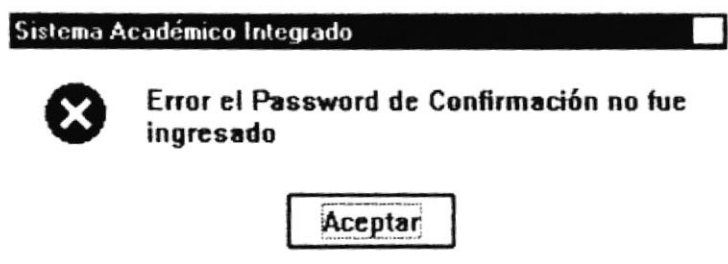 Sistema Académico Integrado
Error el Password de Confirmación no fue
ingresado
Aceptar